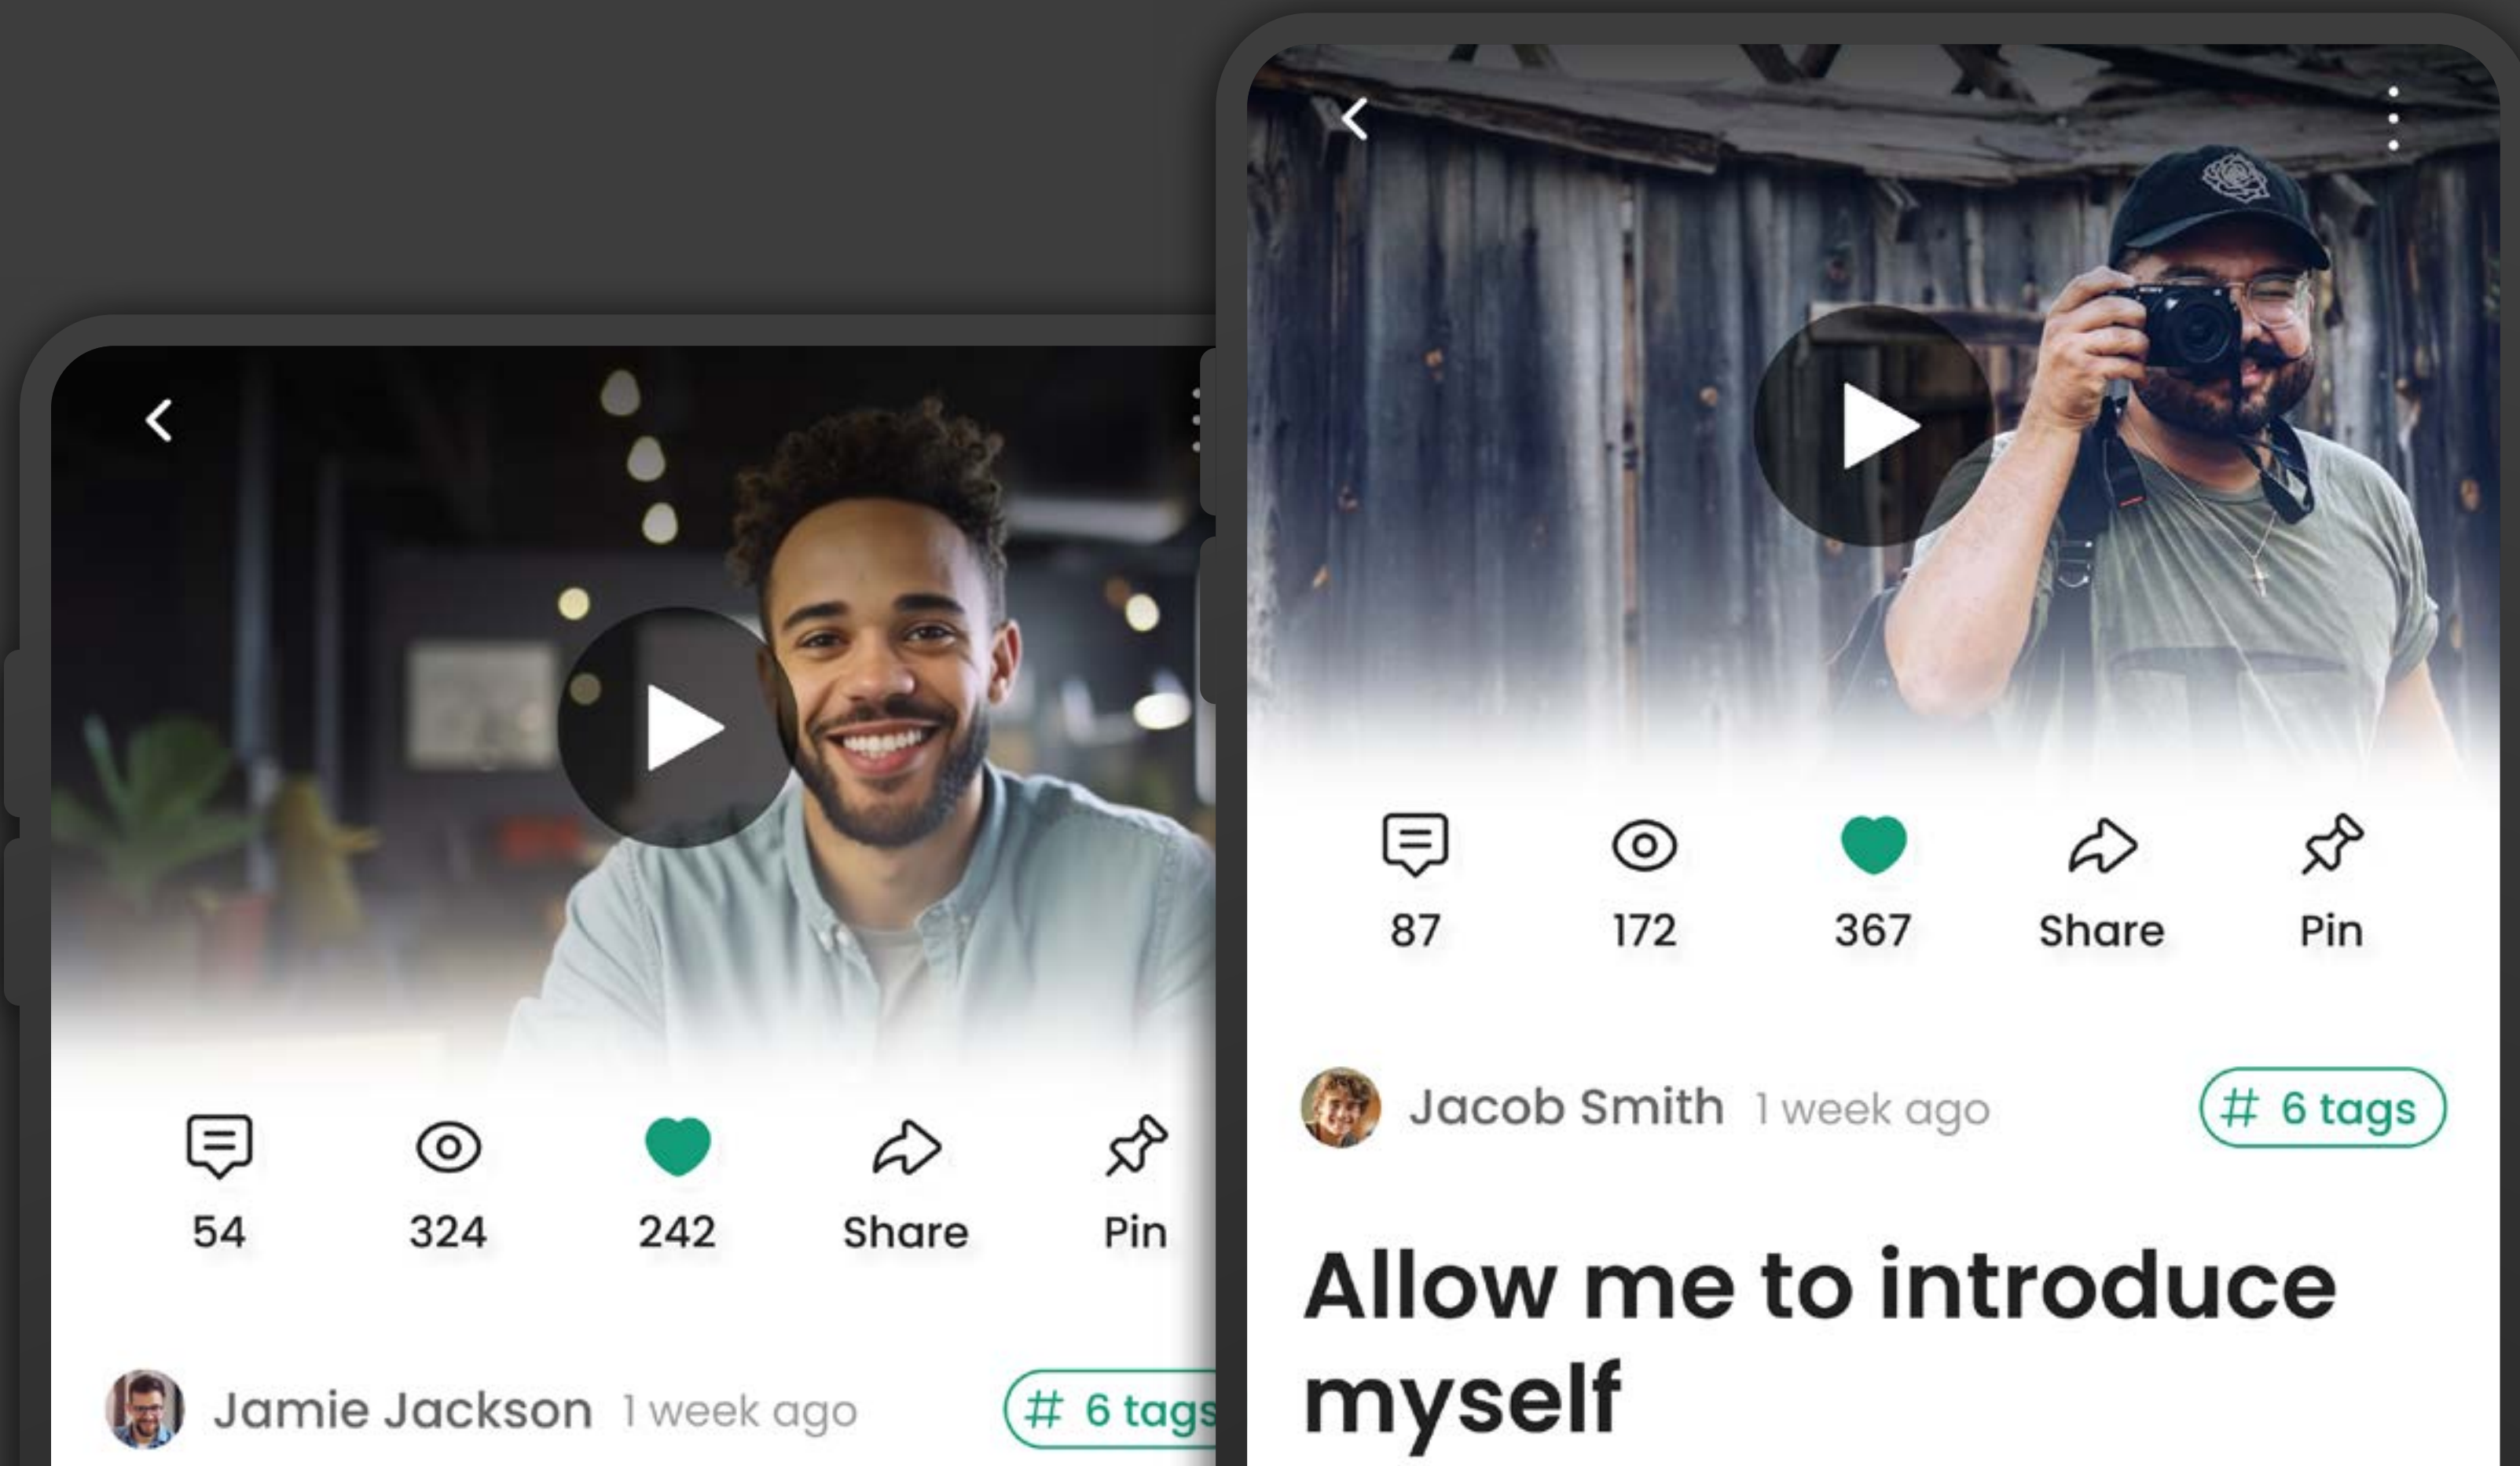 54
324
242
Share
Pin
Jamie Jackson 1 week ago
# 6 tags
87
172
367
Share
Pin
Jacob Smith 1 week ago
# 6 tags
Allow me to introduce
myself